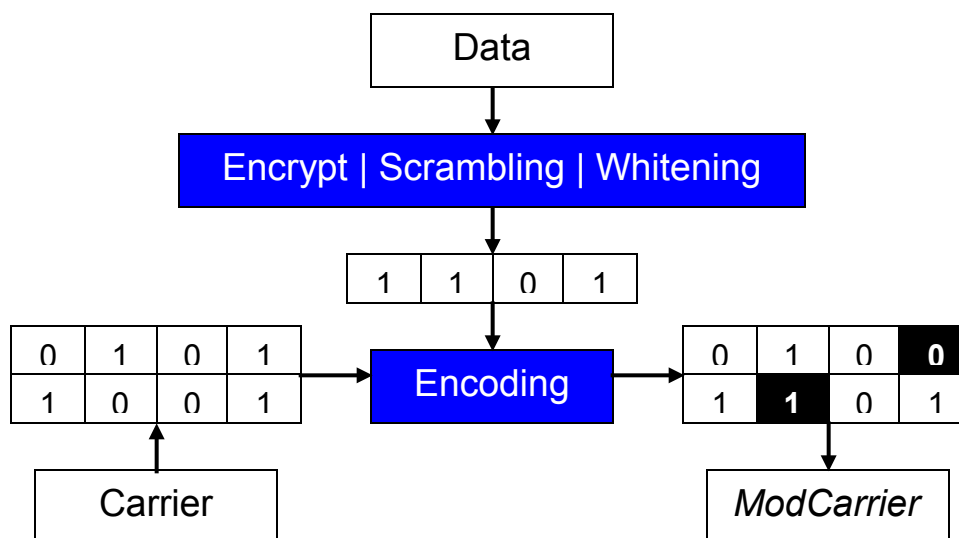 Data
Encrypt | Scrambling | Whitening
1 1 0 1
0 1 0 1
1 0 0 1
Encoding
0 1 0 0
1 1 0 1
Carrier
ModCarrier